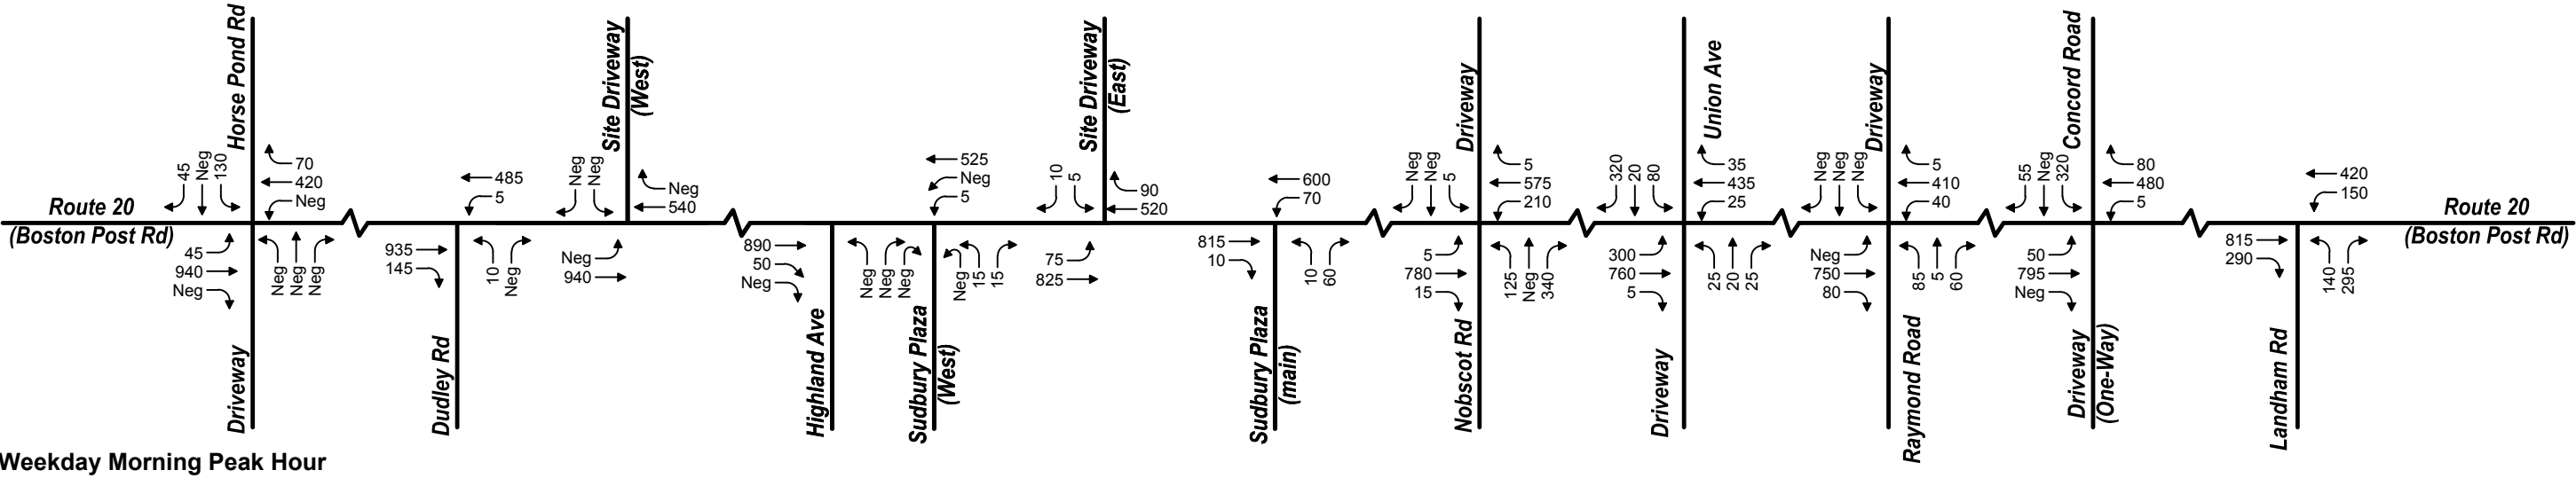 Horse Pond Rd
45
Neg
130
70
420
Neg
Route 20
(Boston Post Rd)
45
940
Neg
Neg
Neg
Neg
Driveway
485
5
935
145
10
Neg
Dudley Rd
Site Driveway
(West)
Neg
Neg
Neg
540
Neg
940
890
50
Neg
Neg
Neg
Neg
Highland Ave
525
Neg
5
Neg
15
15
Sudbury Plaza
(West)
Site Driveway
(East)
10
5
90
520
75
825
600
70
815
10
10
60
Sudbury Plaza
(main)
Driveway
Neg
Neg
5
5
575
210
5
780
15
125
Neg
340
Nobscot Rd
Union Ave
320
20
80
35
435
25
300
760
5
25
20
25
Driveway
Driveway
Neg
Neg
Neg
5
410
40
Neg
750
80
85
5
60
Raymond Road
Concord Road
55
Neg
320
80
480
5
50
795
Neg
Driveway
(One-Way)
420
150
815
290
140
295
Landham Rd
Route 20
(Boston Post Rd)
Weekday Morning Peak Hour